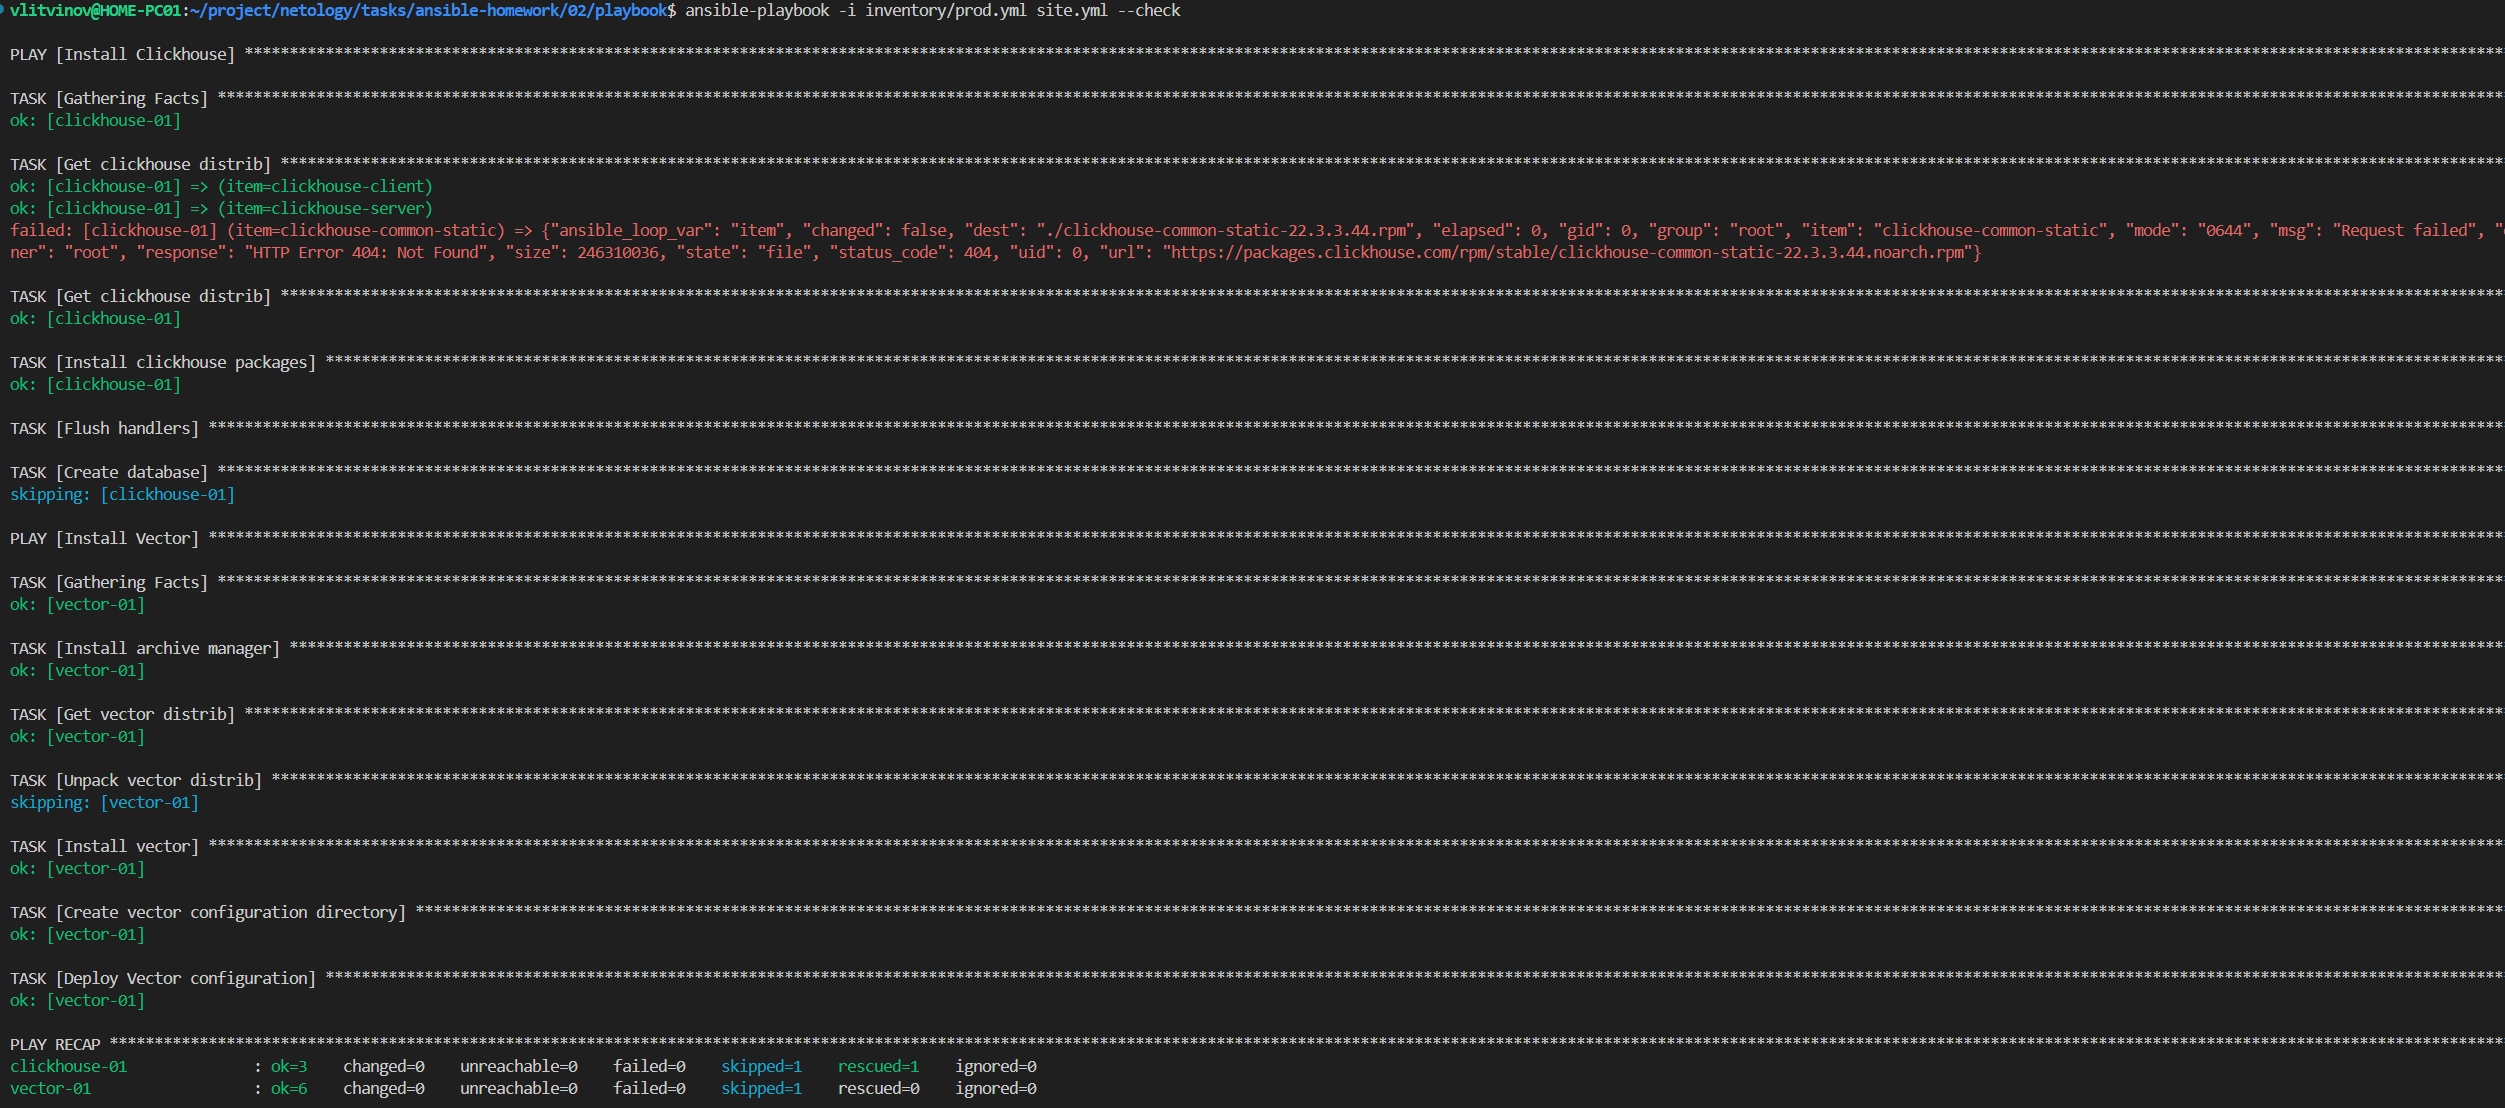 vlitvinov@HOME-PC01:~/project/netology/tasks/ansible-homework/02/playbook$ ansible-playbook -i inventory/prod.yml site.yml --check
PLAY [Install Clickhouse] ***
TASK [Gathering Facts] ***
ok: [clickhouse-01]
TASK [Get clickhouse distrib] ***
ok: [clickhouse-01] => (item=clickhouse-client)
ok: [clickhouse-01] => (item=clickhouse-server)
failed: [clickhouse-01] (item=clickhouse-common-static) => {"ansible_loop_var": "item", "changed": false, "dest": "./clickhouse-common-static-22.3.3.44.rpm", "elapsed": 0, "gid": 0, "group": "root", "item": "clickhouse-common-static", "mode": "0644", "msg": "Request failed", "
ner": "root", "response": "HTTP Error 404: Not Found", "size": 246310036, "state": "file", "status_code": 404, "uid": 0, "url": "https://packages.clickhouse.com/rpm/stable/clickhouse-common-static-22.3.3.44.noarch.rpm"}
TASK [Get clickhouse distrib] ***
ok: [clickhouse-01]
TASK [Install clickhouse packages] ***
ok: [clickhouse-01]
TASK [Flush handlers] ***
TASK [Create database] ***
skipping: [clickhouse-01]
PLAY [Install Vector] ***
TASK [Gathering Facts] ***
ok: [vector-01]
TASK [Install archive manager] ***
ok: [vector-01]
TASK [Get vector distrib] ***
ok: [vector-01]
TASK [Unpack vector distrib] ***
skipping: [vector-01]
TASK [Install vector] ***
ok: [vector-01]
TASK [Create vector configuration directory] ***
ok: [vector-01]
TASK [Deploy Vector configuration] ***
ok: [vector-01]
PLAY RECAP ***
clickhouse-01 : ok=3 changed=0 unreachable=0 failed=0 skipped=1 rescued=1 ignored=0
vector-01 : ok=6 changed=0 unreachable=0 failed=0 skipped=1 rescued=0 ignored=0